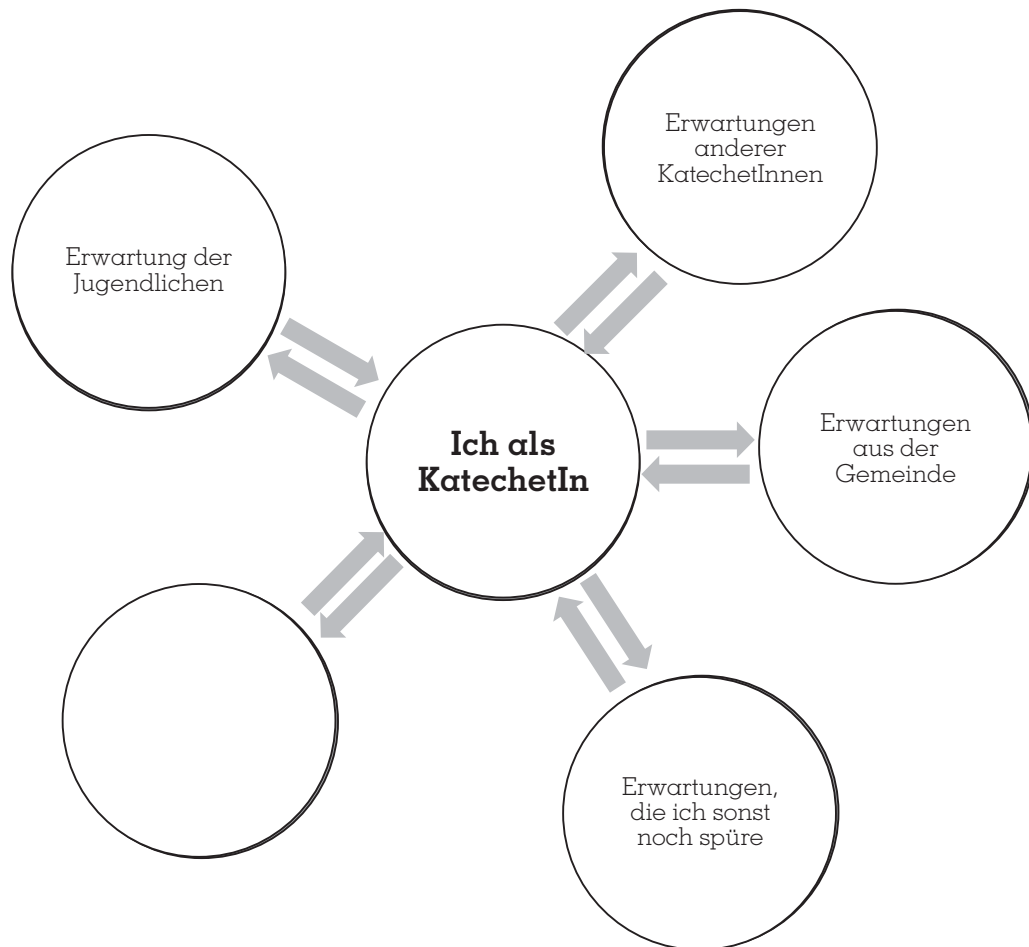 Erwartungen
anderer
KatechetInnen
Erwartung der
Jugendlichen
Ich als
KatechetIn
Erwartungen
aus der
Gemeinde
Erwartungen,
die ich sonst
noch spüre